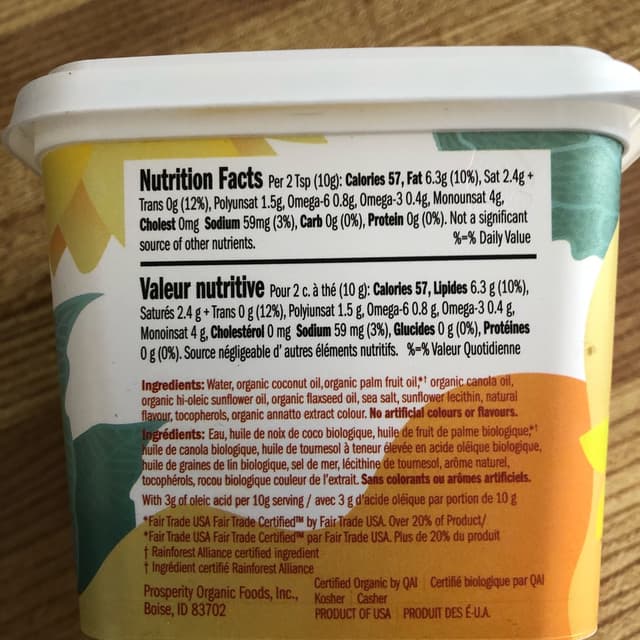 Nutrition Facts Per 2 Tsp (10g): Calories 57, Fat 6.3g (10%), Sat 2.4g +
Trans 0g (12%), Polyunsat 1.5g, Omega-6 0.8g, Omega-3 0.4g, Monounsat 4g,
Cholest 0mg Sodium 59mg (3%), Carb 0g (0%), Protein 0g (0%). Not a significant
source of other nutrients. %=% Daily Value
Valeur nutritive Pour 2 c. à thé (10 g): Calories 57, Lipides 6.3 g (10%),
Saturés 2.4 g + Trans 0 g (12%), Polyiunsat 1.5 g, Omega-6 0.8 g, Omega-3 0.4 g,
Monoinsat 4 g, Cholestérol 0 mg Sodium 59 mg (3%), Glucides 0 g (0%), Protéines
0 g (0%). Source négligeable d' autres éléments nutritifs. %=% Valeur Quotidienne
Ingredients: Water, organic coconut oil, organic palm fruit oil,*† organic canola oil,
organic hi-oleic sunflower oil, organic flaxseed oil, sea salt, sunflower lecithin, natural
flavour, tocopherols, organic annatto extract colour. No artificial colours or flavours.
Ingrédients: Eau, huile de noix de coco biologique, huile de fruit de palme biologique,*†
huile de canola biologique, huile de tournesol à teneur élevée en acide oléique biologique,
huile de graines de lin biologique, sel de mer, lécithine de tournesol, arôme naturel,
tocophérols, rocou biologique couleur de l'extrait. Sans colorants ou arômes artificiels.
With 3g of oleic acid per 10g serving / avec 3 g d'acide oléique par portion de 10 g
*Fair Trade USA Fair Trade Certified™ by Fair Trade USA. Over 20% of Product/
*Fair Trade USA Fair Trade Certified™ par Fair Trade USA. Plus de 20% du produit
† Rainforest Alliance certified ingredient
† Ingrédient certifié Rainforest Alliance
Prosperity Organic Foods, Inc., Certified Organic by QAI | Certifié biologique par QAI
Boise, ID 83702 Kosher | Casher
PRODUCT OF USA | PRODUIT DES É-U.A.